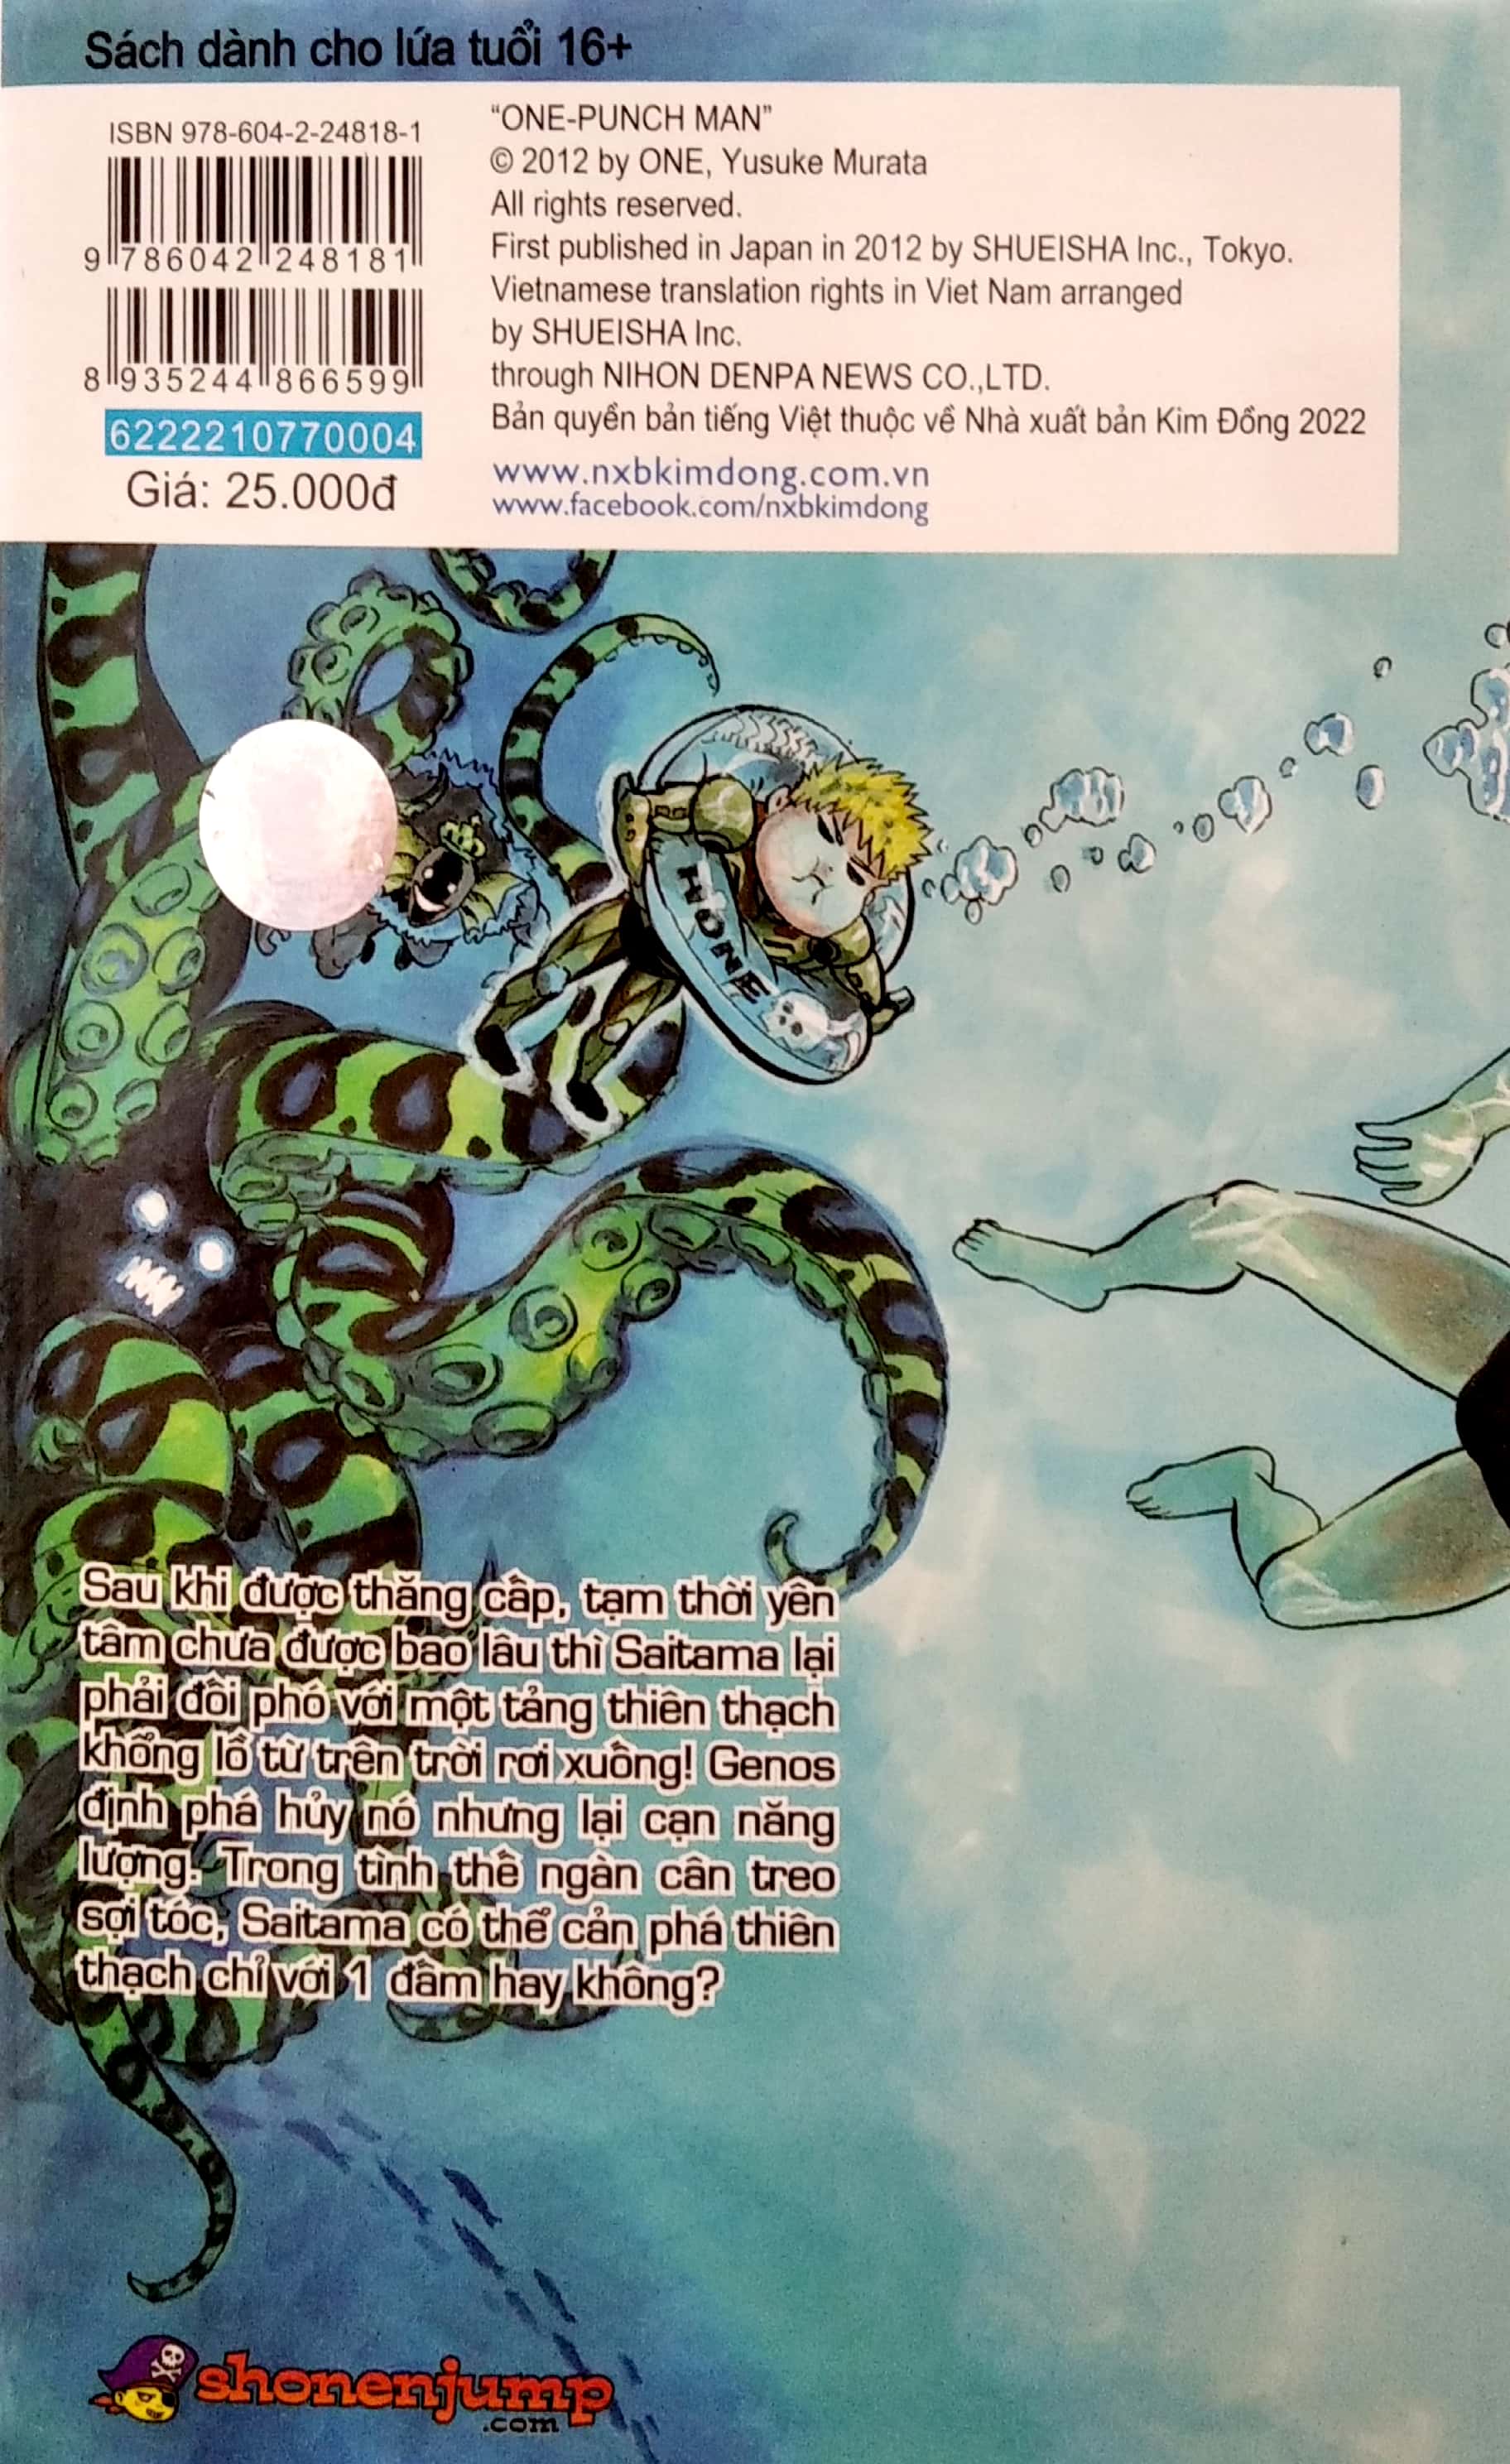 Sách dành cho lứa tuổi 16+
ISBN 978-604-2-24818-1
9 786042 248181
8 935244 866599
6222210770004
Giá: 25.000đ
“ONE-PUNCH MAN”
© 2012 by ONE, Yusuke Murata
All rights reserved.
First published in Japan in 2012 by SHUEISHA Inc., Tokyo.
Vietnamese translation rights in Viet Nam arranged
by SHUEISHA Inc.
through NIHON DENPA NEWS CO.,LTD.
Bản quyền bản tiếng Việt thuộc về Nhà xuất bản Kim Đồng 2022
www.nxbkimdong.com.vn
www.facebook.com/nxbkimdong
HONE
Sau khi được thăng cấp, tạm thời yên
tâm chưa được bao lâu thì Saitama lại
phải đối phó với một tảng thiên thạch
khổng lồ từ trên trời rơi xuống! Genos
định phá hủy nó nhưng lại cạn năng
lượng. Trong tình thế ngàn cân treo
sợi tóc, Saitama có thể cản phá thiên
thạch chỉ với 1 đấm hay không?
shonenjump
.com